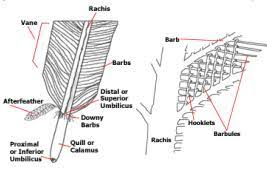 Rachis
Vane
Barb
Barbs
Afterfeather
Distal or
Superior
Umbilicus
Downy
Barbs
Hooklets
Barbules
Proximal
or Inferior
Umbilicus
Quill or
Calamus
Rachis